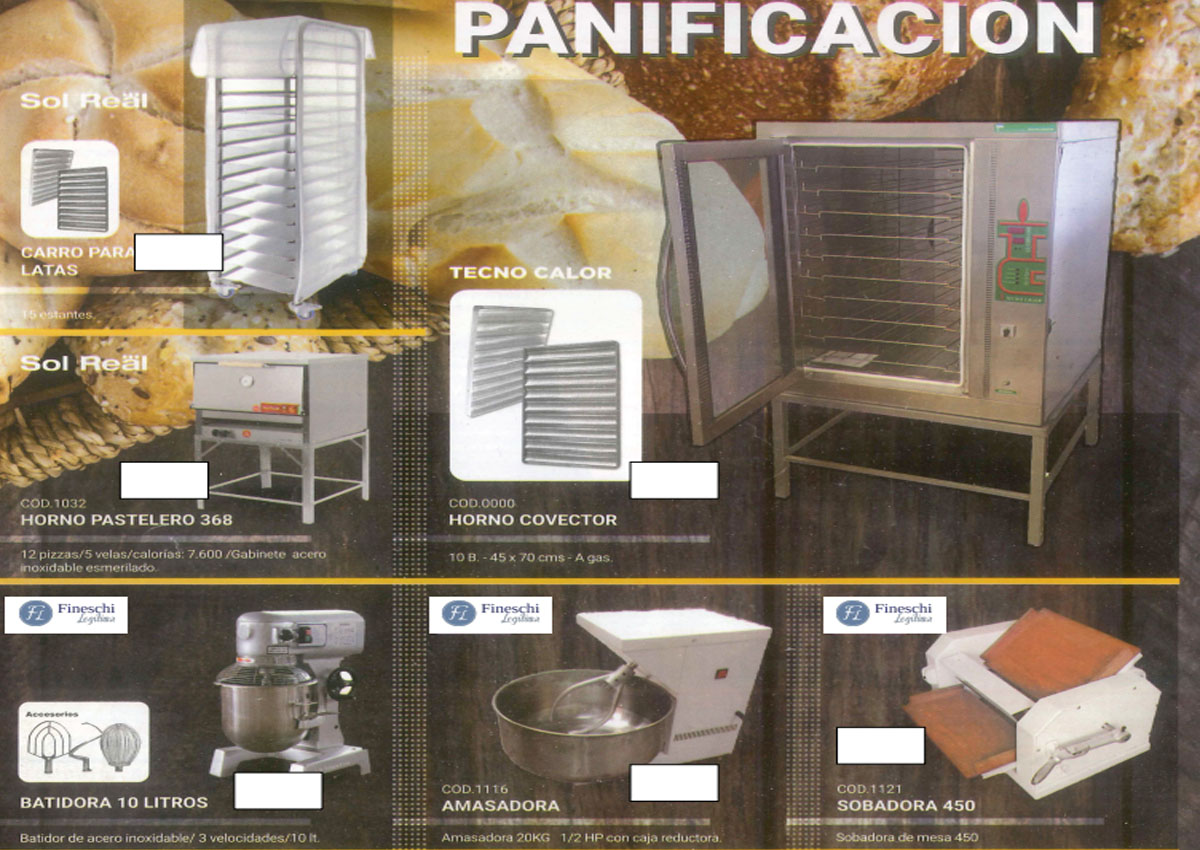 PANIFICACION
Sol Real
CARRO PARA
LATAS
15 estantes.
TECNO CALOR
Sol Real
COD.1032
HORNO PASTELERO 368
12 pizzas/5 velas/calorías: 7.600 /Gabinete acero
inoxidable esmerilado.
COD.0000
HORNO COVECTOR
10 B. - 45 x 70 cms - A gas.
Fineschi
Legítima
Accesorios
BATIDORA 10 LITROS
Batidor de acero inoxidable/ 3 velocidades/10 lt.
Fineschi
Legítima
COD.1116
AMASADORA
Amasadora 20KG 1/2 HP con caja reductora.
Fineschi
Legítima
COD.1121
SOBADORA 450
Sobadora de mesa 450